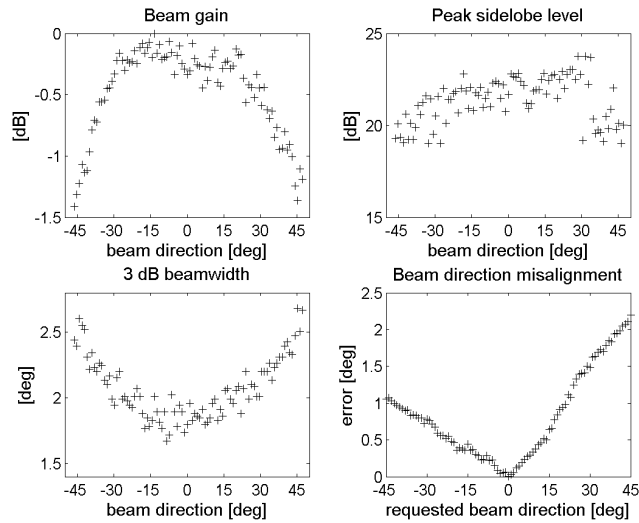 Beam gain
0
-0.5
-1
-1.5
[dB]
-45 -30 -15 0 15 30 45
beam direction [deg]
Peak sidelobe level
25
20
15
[dB]
-45 -30 -15 0 15 30 45
beam direction [deg]
3 dB beamwidth
2.5
2
1.5
[deg]
-45 -30 -15 0 15 30 45
beam direction [deg]
Beam direction misalignment
2.5
2
1.5
1
0.5
0
error [deg]
-45 -30 -15 0 15 30 45
requested beam direction [deg]